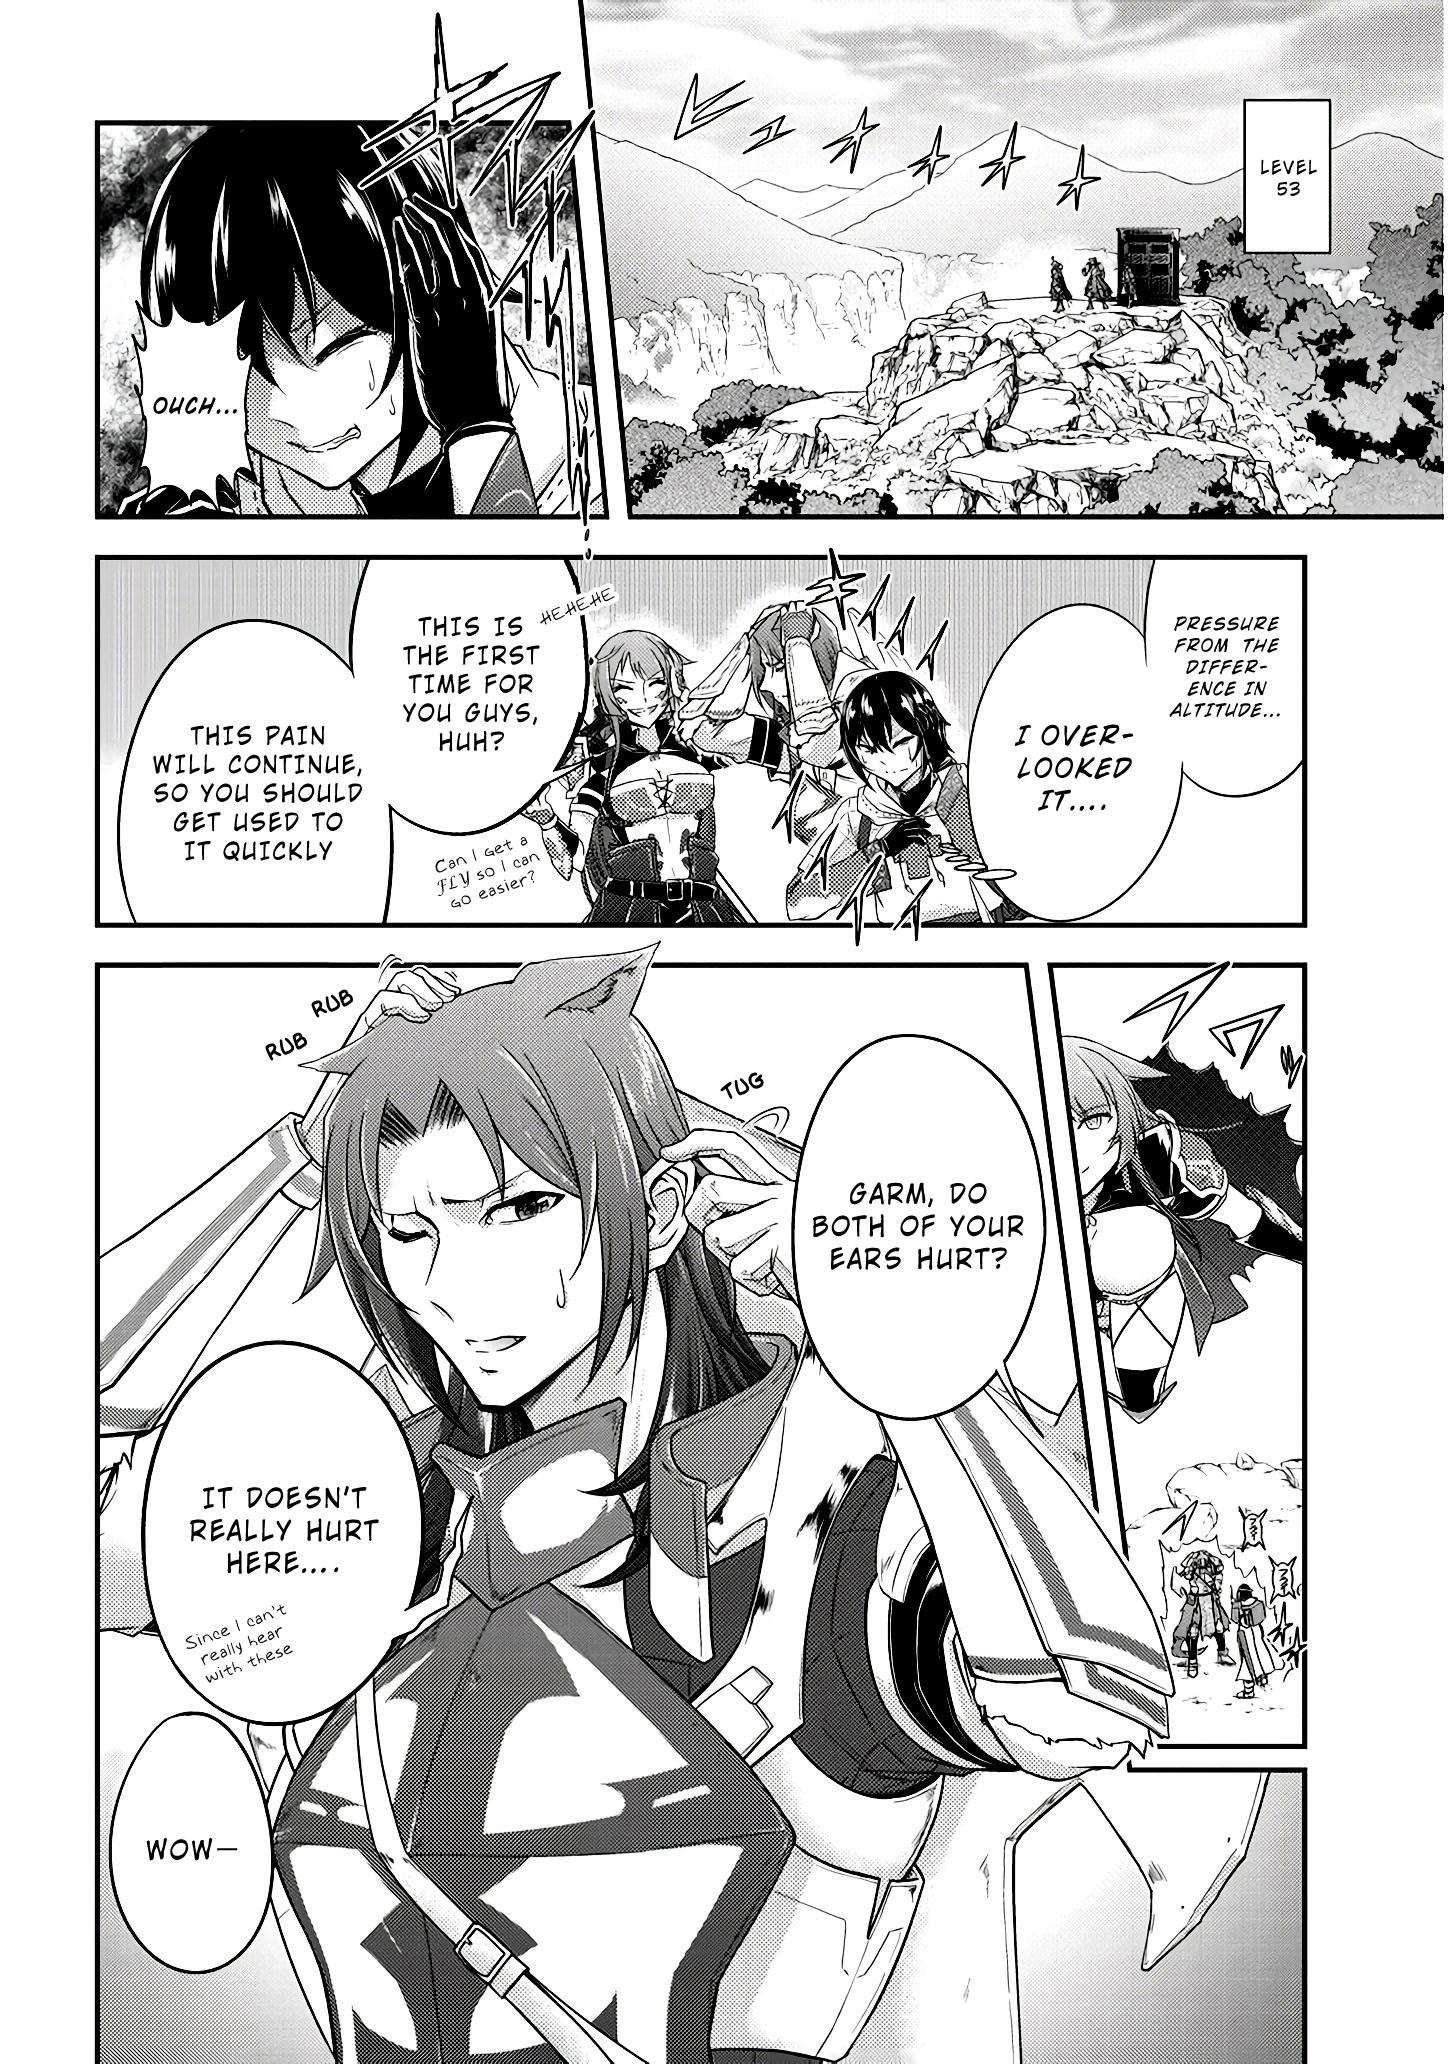 LEVEL
53
OUCH...
PRESSURE
FROM THE
DIFFER-
ENCE IN
ALTITUDE...
I OVER-
LOOKED
IT....
HEHEHE
THIS IS
THE FIRST
TIME FOR
YOU GUYS,
HUH?
Can I get a
FLY so I can
go easier?
THIS PAIN
WILL CONTINUE,
SO YOU SHOULD
GET USED TO
IT QUICKLY
GARM, DO
BOTH OF YOUR
EARS HURT?
TUG
RUB
RUB
IT DOESN'T
REALLY HURT
HERE....
Since I can't
really hear
with these
WOW—